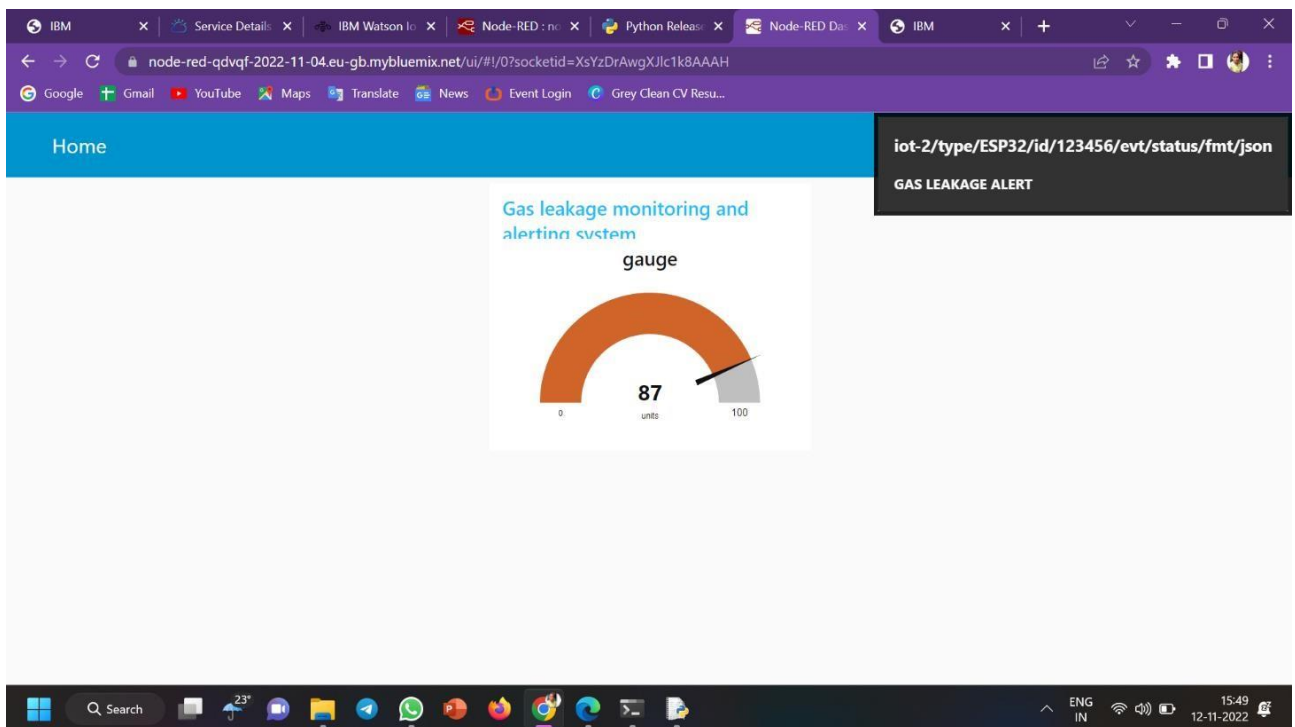 IBM
Service Details
IBM Watson Io
Node-RED : no
Python Release
Node-RED Das
IBM
node-red-qdvqf-2022-11-04.eu-gb.mybluemix.net/ui/#!/0?socketid=XsYzDrAwgXJlc1k8AAAH
Google
Gmail
YouTube
Maps
Translate
News
Event Login
Grey Clean CV Resu...
Home
iot-2/type/ESP32/id/123456/evt/status/fmt/json
GAS LEAKAGE ALERT
Gas leakage monitoring and
alerting system
gauge
87
units
0
100
Search
23°
ENG
IN
15:49
12-11-2022